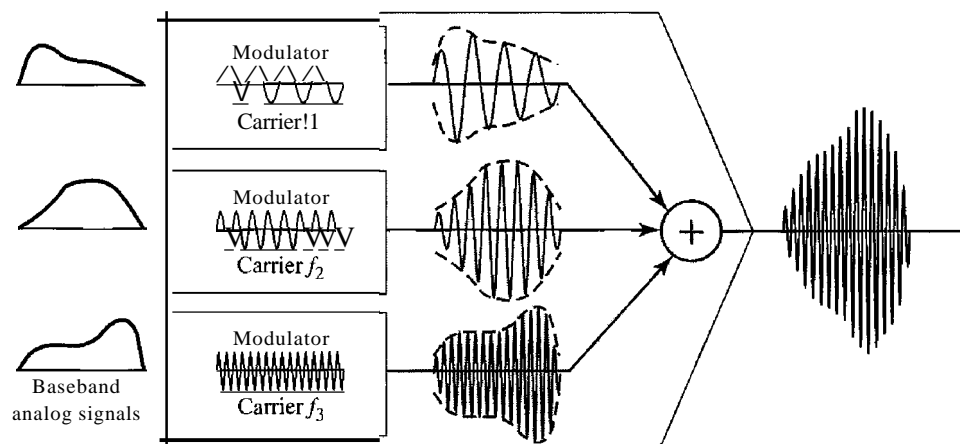 Modulator
Carrier!1
Modulator
Carrier f2
+
Modulator
Carrier f3
Baseband
analog signals